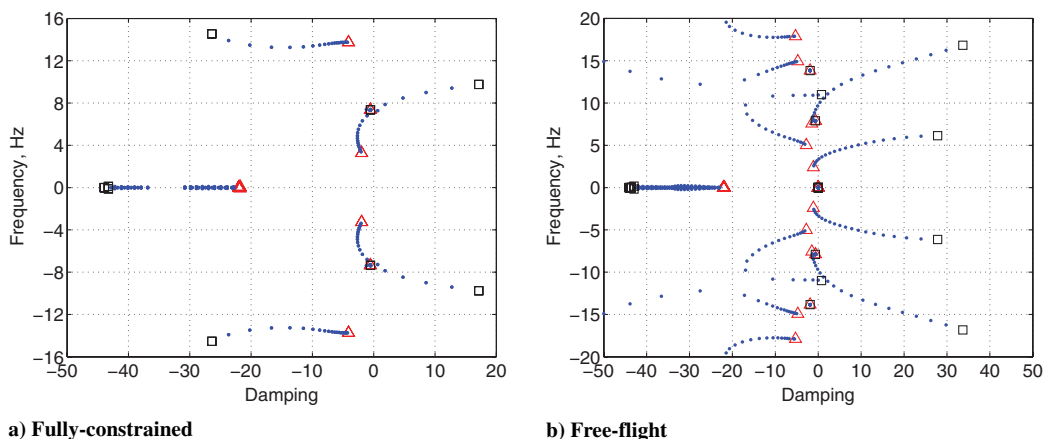 16
12
8
4
0
−4
−8
−12
−16
Frequency, Hz
−50 −40 −30 −20 −10 0 10 20
Damping
a) Fully-constrained
20
15
10
5
0
−5
−10
−15
−20
Frequency, Hz
−50 −40 −30 −20 −10 0 10 20 30 40 50
Damping
b) Free-flight